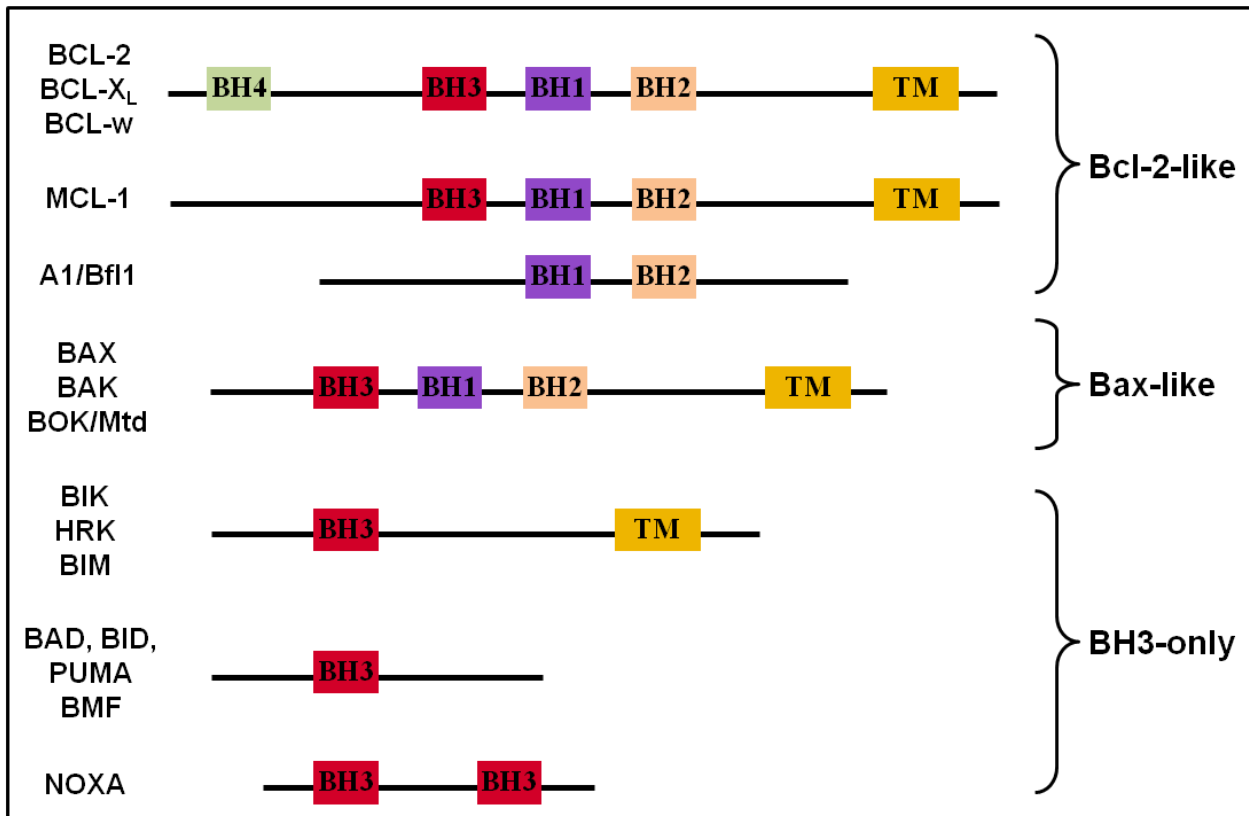 BCL-2
BCL-XL
BCL-w
BH4 BH3 BH1 BH2 TM
MCL-1
BH3 BH1 BH2 TM
A1/Bfl1
BH1 BH2
Bcl-2-like
BAX
BAK
BOK/Mtd
BH3 BH1 BH2 TM
Bax-like
BIK
HRK
BIM
BH3 TM
BAD, BID,
PUMA
BMF
BH3
NOXA
BH3 BH3
BH3-only